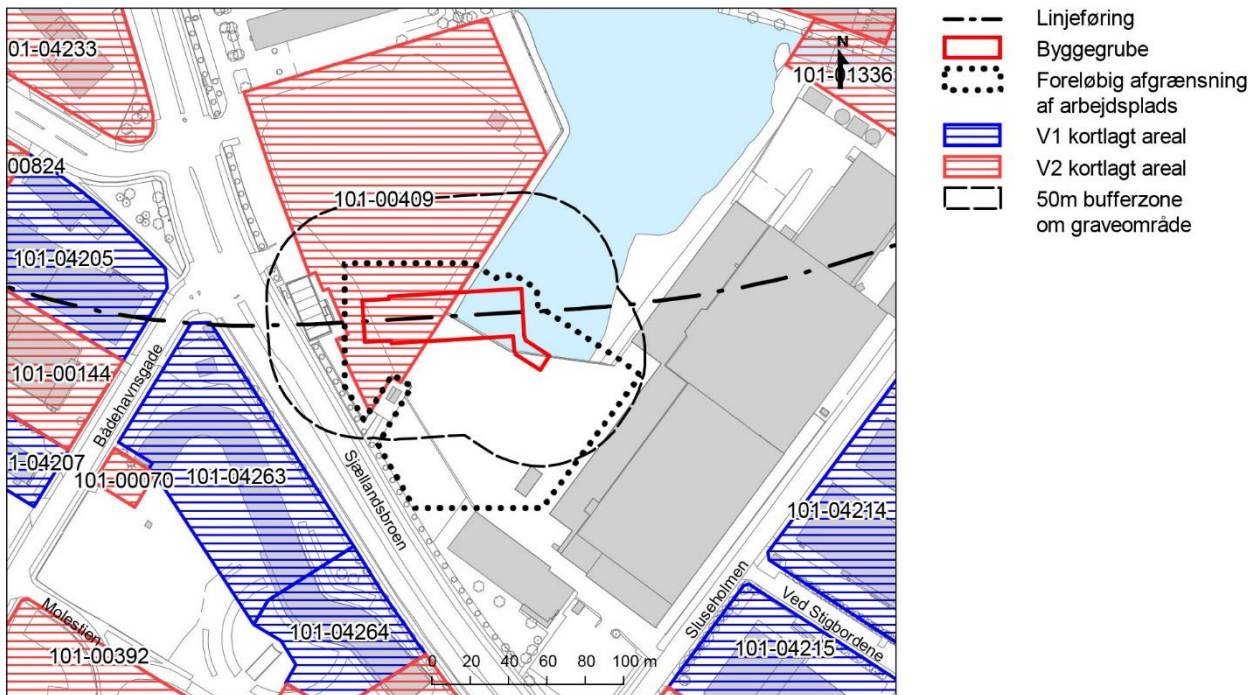 01-04233
101-01336
N
00824
101-00409
101-04205
101-00144
Bådehavnsgade
1-04207
101-00070
101-04263
Sjællandsbroen
101-04214
Sluseholmen
Ved Stigbordene
Molestien
101-00392
101-04264
101-04215
0 20 40 60 80 100 m
Linjeføring
Byggegrube
Foreløbig afgrænsning
af arbejdsplads
V1 kortlagt areal
V2 kortlagt areal
50m bufferzone
om graveområde